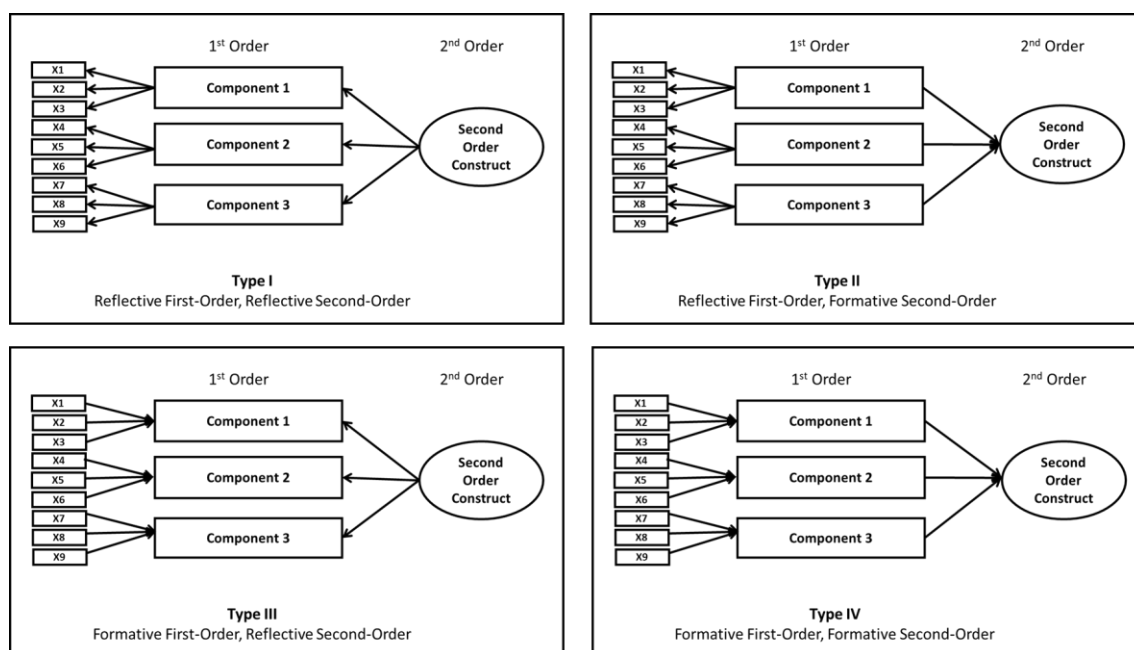 1st Order 2nd Order
X1
X2
X3
X4
X5
X6
X7
X8
X9
Component 1
Component 2
Component 3
Second
Order
Construct
Type I
Reflective First-Order, Reflective Second-Order
1st Order 2nd Order
X1
X2
X3
X4
X5
X6
X7
X8
X9
Component 1
Component 2
Component 3
Second
Order
Construct
Type II
Reflective First-Order, Formative Second-Order
1st Order 2nd Order
X1
X2
X3
X4
X5
X6
X7
X8
X9
Component 1
Component 2
Component 3
Second
Order
Construct
Type III
Formative First-Order, Reflective Second-Order
1st Order 2nd Order
X1
X2
X3
X4
X5
X6
X7
X8
X9
Component 1
Component 2
Component 3
Second
Order
Construct
Type IV
Formative First-Order, Formative Second-Order